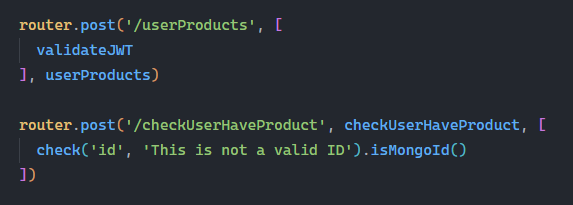 router.post('/userProducts', [
  validateJWT
], userProducts)

router.post('/checkUserHaveProduct', checkUserHaveProduct, [
  check('id', 'This is not a valid ID').isMongoId()
])